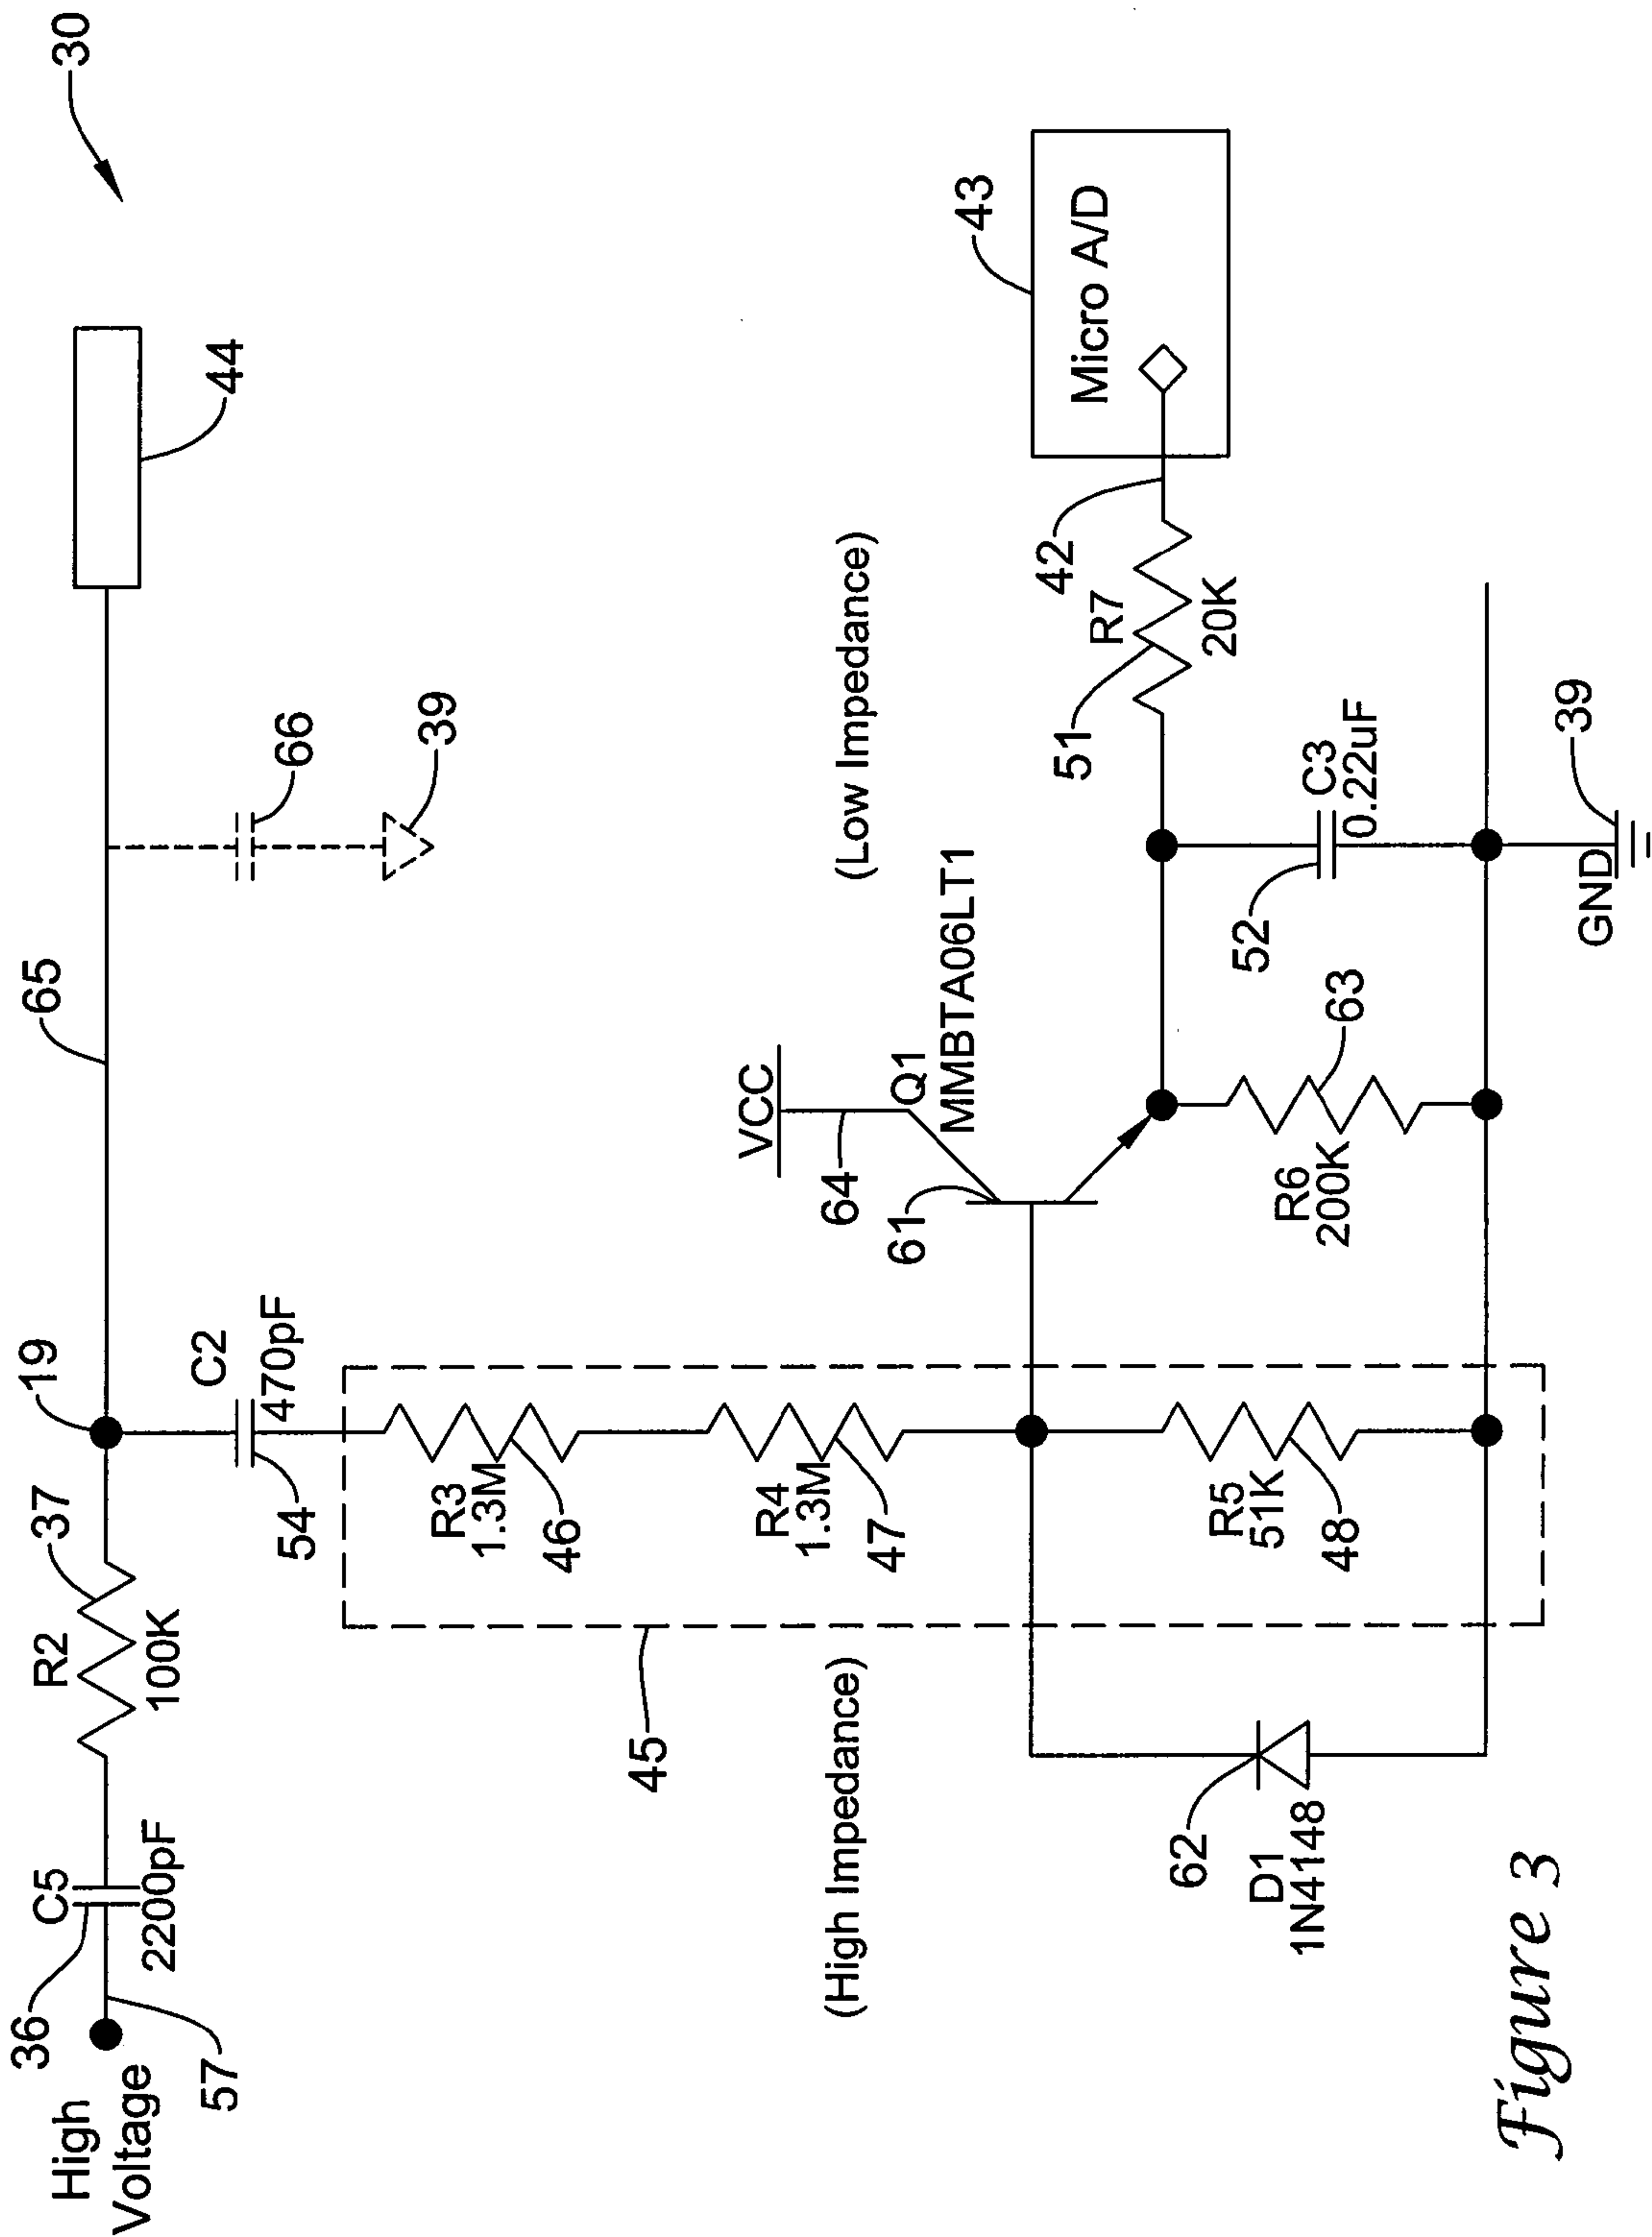 30
High
Voltage
57
36
C5
2200pF
R2
100K
37
19
65
44
66
39
C2
470pF
54
R3
1.3M
46
R4
1.3M
47
45
(High Impedance)
R5
51K
48
62
D1
1N4148
VCC
64
61
Q1
MMBTA06LT1
(Low Impedance)
R6
200K
63
52
C3
0.22uF
51
R7
20K
42
43
Micro A/D
GND
39
Figure 3